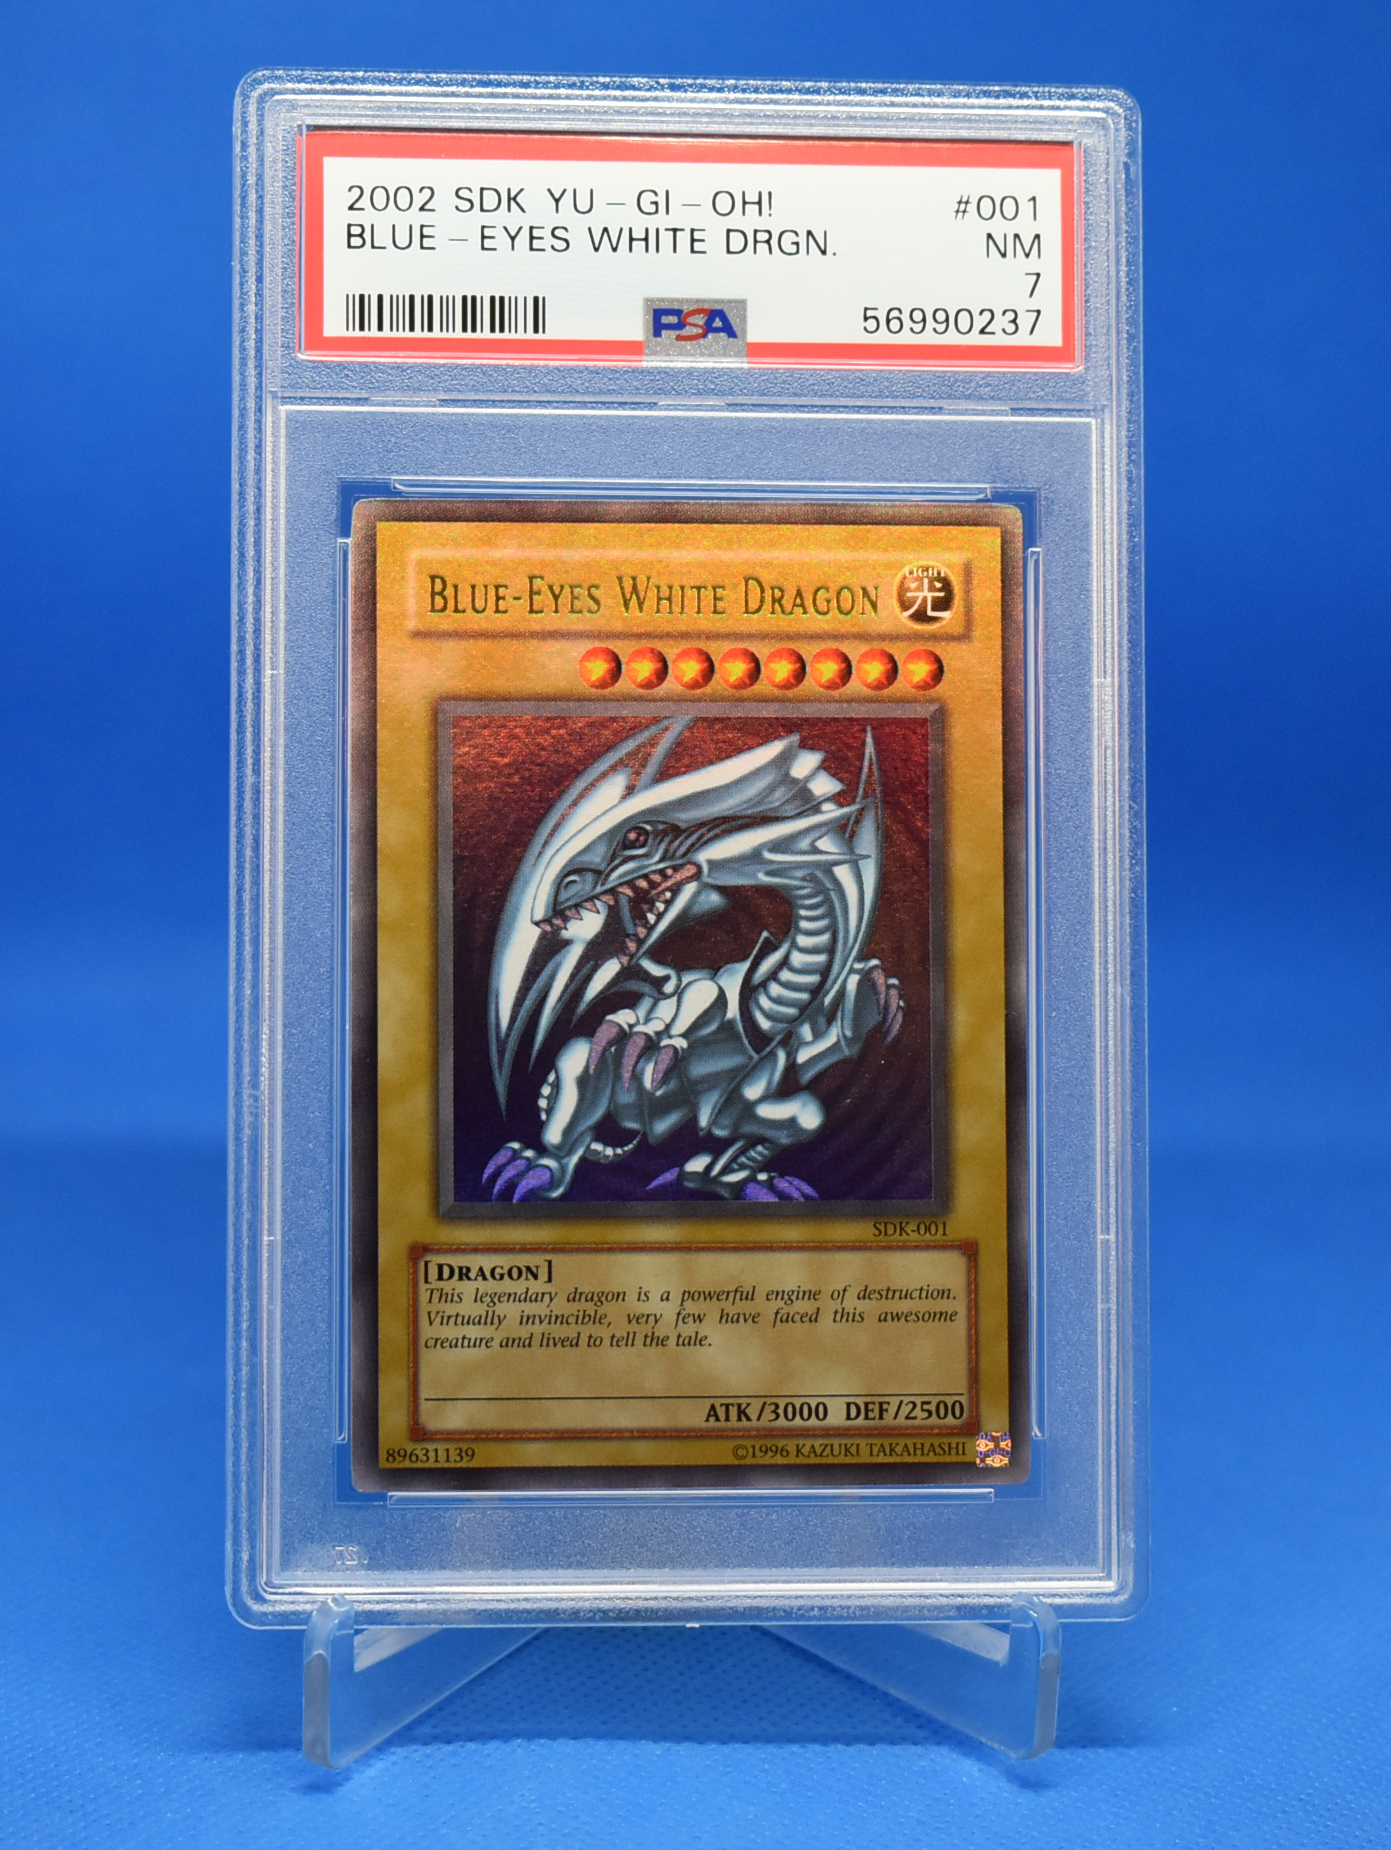 2002 SDK YU-GI-OH! #001
BLUE-EYES WHITE DRGN. NM
7
PSA 56990237
BLUE-EYES WHITE DRAGON
LIGHT
光
SDK-001
[DRAGON]
This legendary dragon is a powerful engine of destruction.
Virtually invincible, very few have faced this awesome
creature and lived to tell the tale.
ATK/3000 DEF/2500
89631139 ©1996 KAZUKI TAKAHASHI